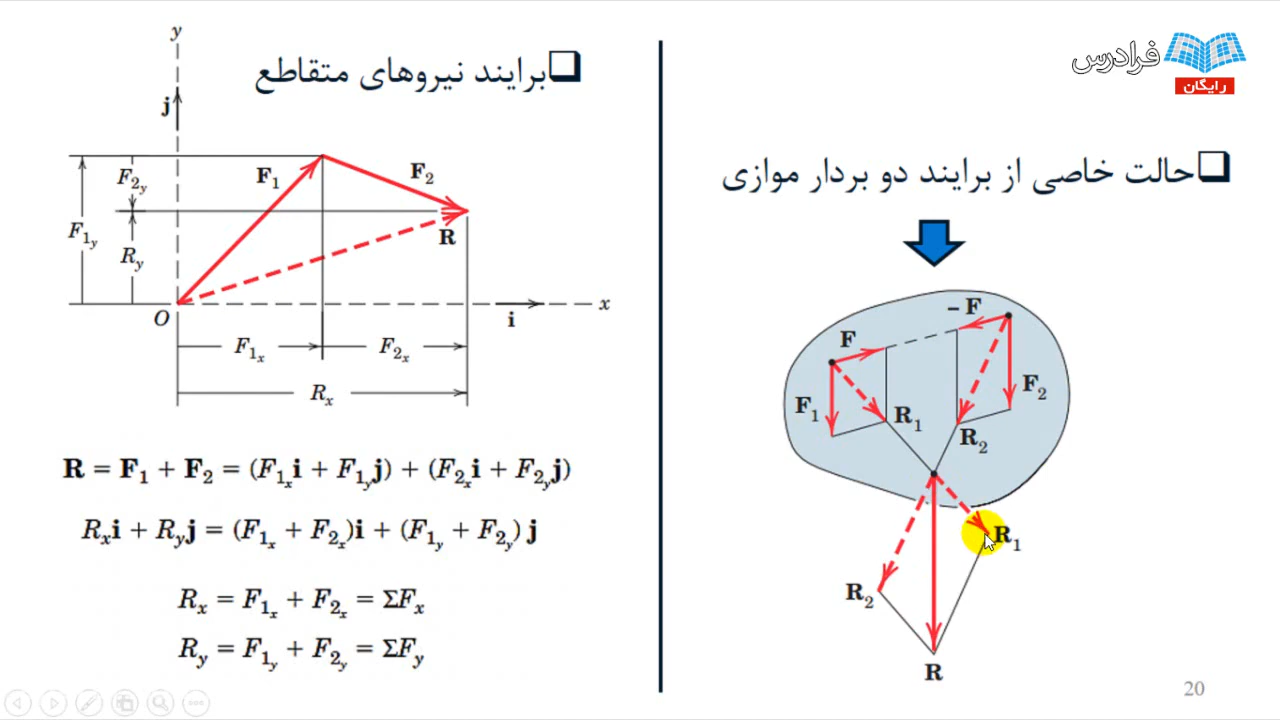 برایند نیروهای متقاطع
y
j
F₁
F₂
F₂y
F₁y
R
Ry
O
i
x
F₁x
F₂x
Rx
R = F₁ + F₂ = (F₁xi + F₁yj) + (F₂xi + F₂yj)
Rxi + Ryj = (F₁x + F₂x)i + (F₁y + F₂y) j
Rx = F₁x + F₂x = ΣFx
Ry = F₁y + F₂y = ΣFy
فرادرس
رایگان
حالت خاصی از برایند دو بردار موازی
– F
F
F₂
F₁
R₁
R₂
R₁
R₂
R
20